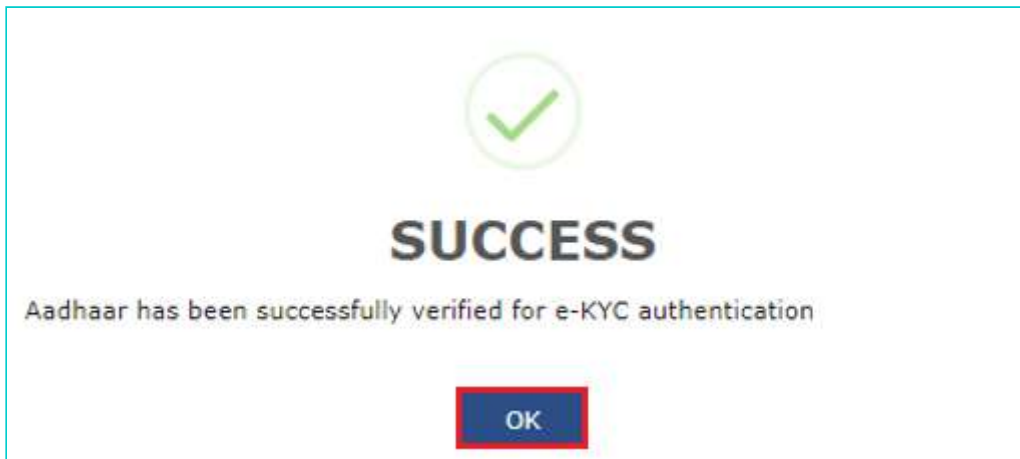 SUCCESS
Aadhaar has been successfully verified for e-KYC authentication
OK